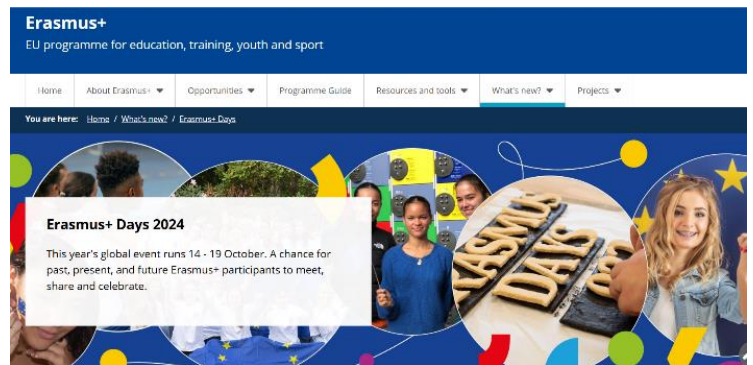 Erasmus+
EU programme for education, training, youth and sport
Home About Erasmus+ Opportunities Programme Guide Resources and tools What's new? Projects
You are here: Home / What's new? / Erasmus+ Days
Erasmus+ Days 2024
This year's global event runs 14 - 19 October. A chance for
past, present, and future Erasmus+ participants to meet,
share and celebrate.
ERASMUS
DAYS